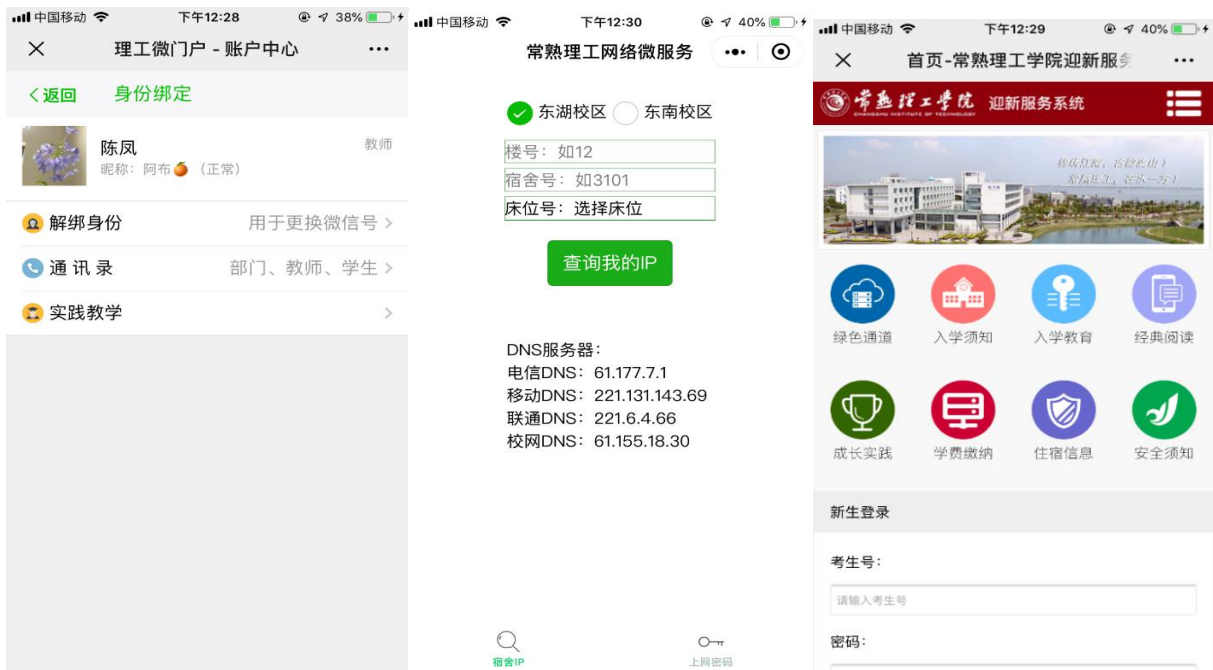 中国移动 下午12:28 38%
理工微门户 - 账户中心
返回 身份绑定
陈凤 教师
昵称：阿布🍊（正常）
解绑身份 用于更换微信号
通 讯 录 部门、教师、学生
实践教学
中国移动 下午12:30 40%
常熟理工网络微服务
东湖校区 东南校区
楼号：如12
宿舍号：如3101
床位号：选择床位
查询我的IP
DNS服务器：
电信DNS：61.177.7.1
移动DNS：221.131.143.69
联通DNS：221.6.4.66
校网DNS：61.155.18.30
宿舍IP 上网密码
中国移动 下午12:29 40%
首页-常熟理工学院迎新服务
常熟理工学院 迎新服务系统
CHANGSHU INSTITUTE OF TECHNOLOGY
绿色通道 入学须知 入学教育 经典阅读
成长实践 学费缴纳 住宿信息 安全须知
新生登录
考生号：
请输入考生号
密码：